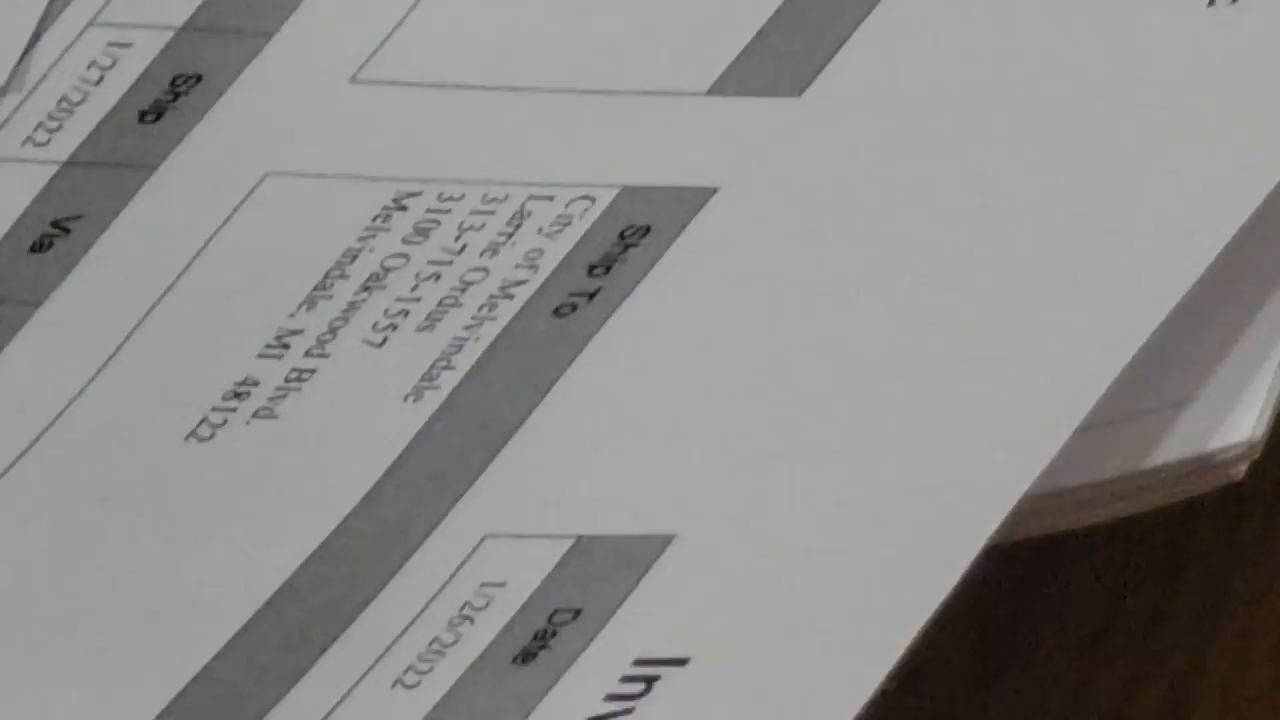 Inv
Date
1/26/2022
Ship To
City of Melvindale
Larrie Ordus
313-715-1557
3100 Oakwood Blvd.
Melvindale, MI 48122
Ship
Via
1/27/2022